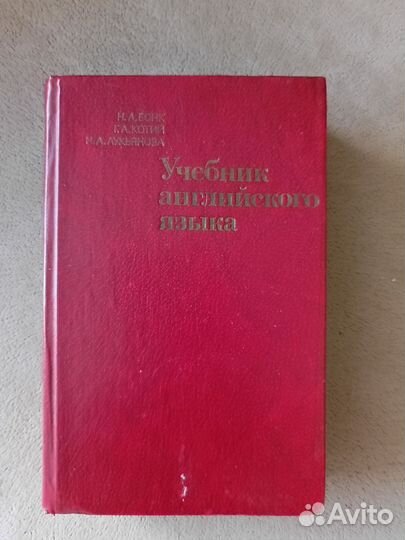 Н.А.БОНК
Г.А.КОТИЙ
Н.А.ЛУКЬЯНОВА
Учебник
английского
языка
Avito